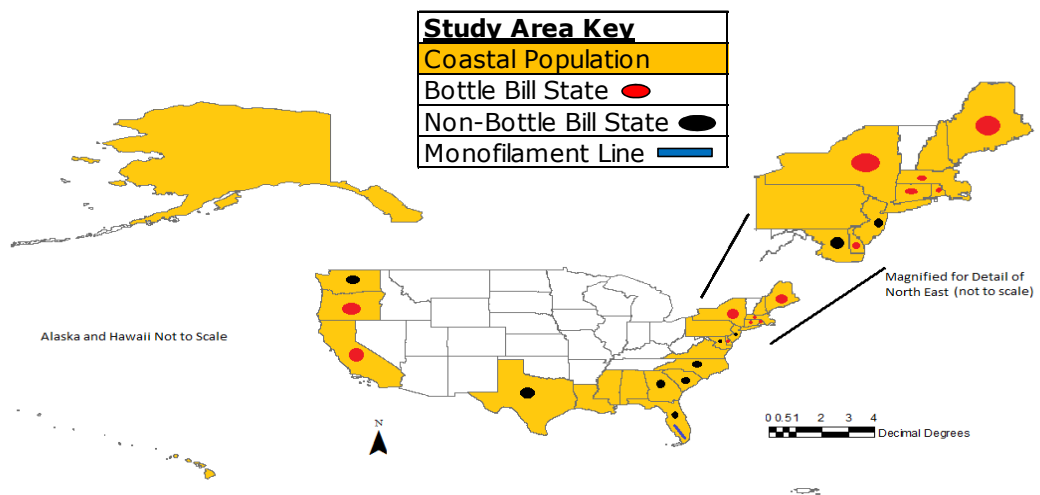 Study Area Key
Coastal Population
Bottle Bill State
Non-Bottle Bill State
Monofilament Line
Magnified for Detail of
North East (not to scale)
Alaska and Hawaii Not to Scale
N
0 0.5 1 2 3 4
Decimal Degrees